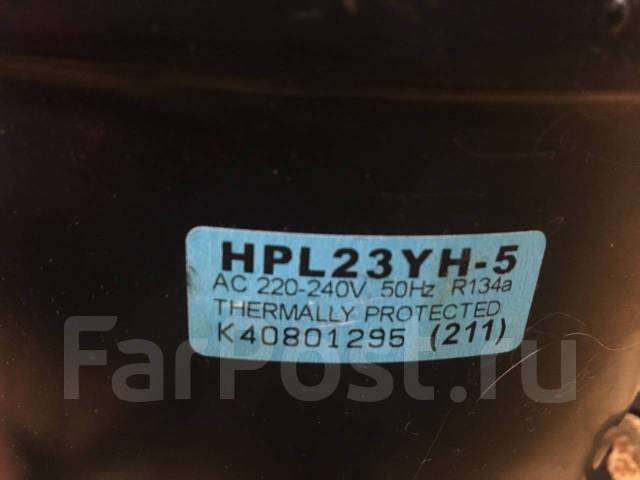 HPL23YH-5
AC 220-240V 50Hz R134a
THERMALLY PROTECTED
K40801295 (211)
FarPost.ru